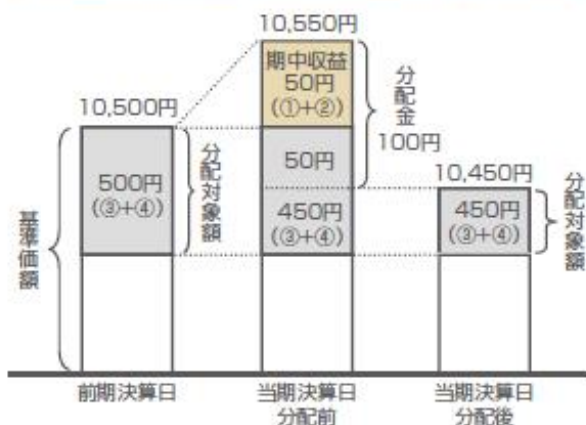 10,550円
期中収益
50円
(①+②)
分配金
100円
10,500円
500円
(③+④)
分配対象額
50円
450円
(③+④)
10,450円
450円
(③+④)
分配対象額
基準価額
前期決算日
当期決算日
分配前
当期決算日
分配後